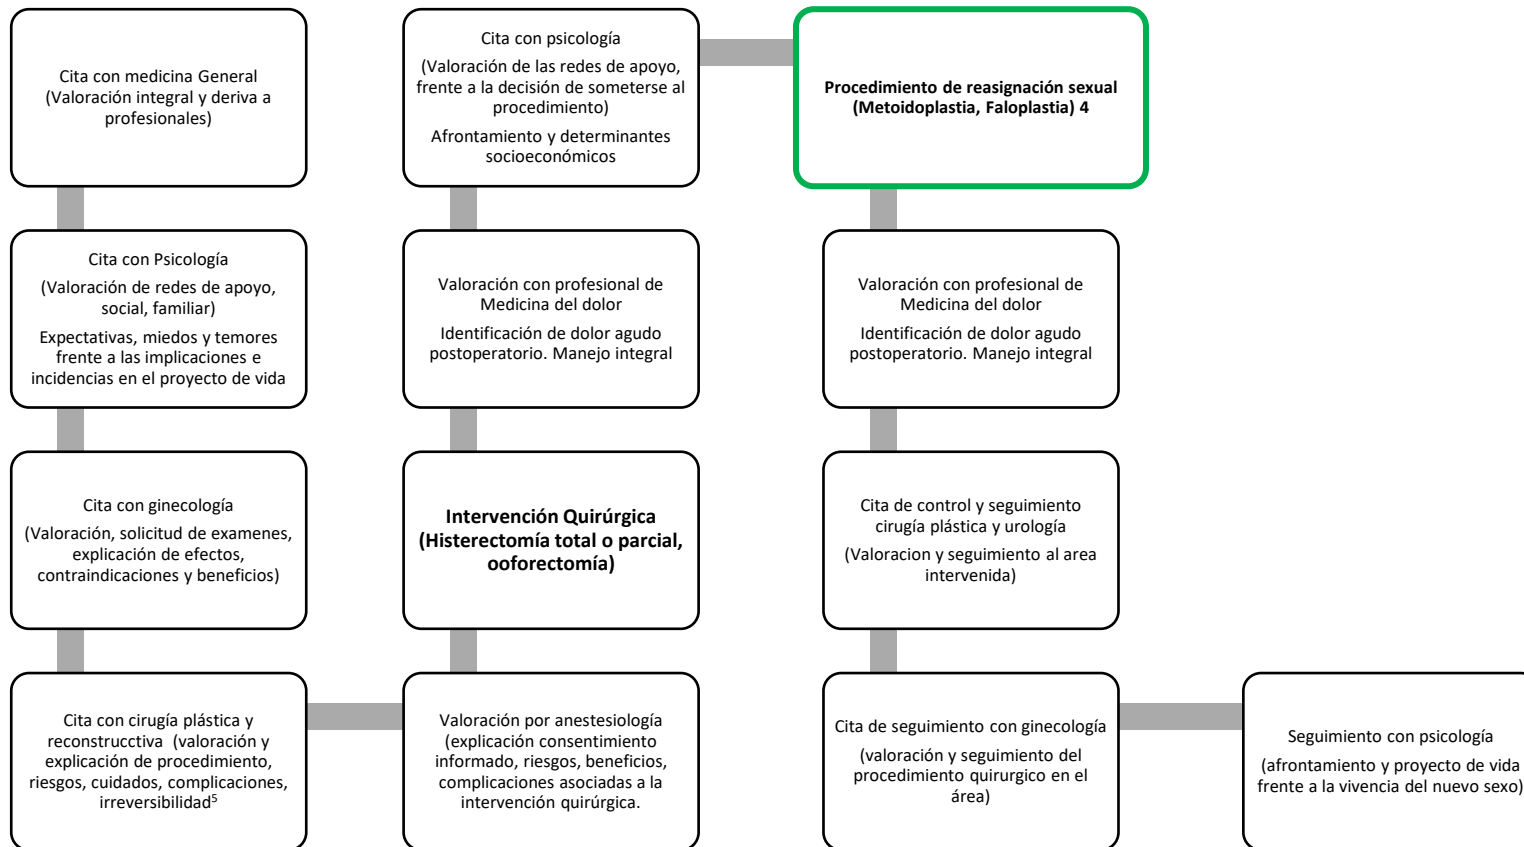 Cita con medicina General
(Valoración integral y deriva a
profesionales)
Cita con Psicología
(Valoración de redes de apoyo,
social, familiar)
Expectativas, miedos y temores
frente a las implicaciones e
incidencias en el proyecto de vida
Cita con ginecología
(Valoración, solicitud de examenes,
explicación de efectos,
contraindicaciones y beneficios)
Cita con cirugía plástica y
reconstrucctiva (valoración y
explicación de procedimiento,
riesgos, cuidados, complicaciones,
irreversibilidad⁵
Valoración por anestesiología
(explicación consentimiento
informado, riesgos, beneficios,
complicaciones asociadas a la
intervención quirúrgica.
Intervención Quirúrgica
(Histerectomía total o parcial,
ooforectomía)
Valoración con profesional de
Medicina del dolor
Identificación de dolor agudo
postoperatorio. Manejo integral
Cita con psicología
(Valoración de las redes de apoyo,
frente a la decisión de someterse al
procedimiento)
Afrontamiento y determinantes
socioeconómicos
Procedimiento de reasignación sexual
(Metoidoplastia, Faloplastia) 4
Valoración con profesional de
Medicina del dolor
Identificación de dolor agudo
postoperatorio. Manejo integral
Cita de control y seguimiento
cirugía plástica y urología
(Valoracion y seguimiento al area
intervenida)
Cita de seguimiento con ginecología
(valoración y seguimiento del
procedimiento quirurgico en el
área)
Seguimiento con psicología
(afrontamiento y proyecto de vida
frente a la vivencia del nuevo sexo)